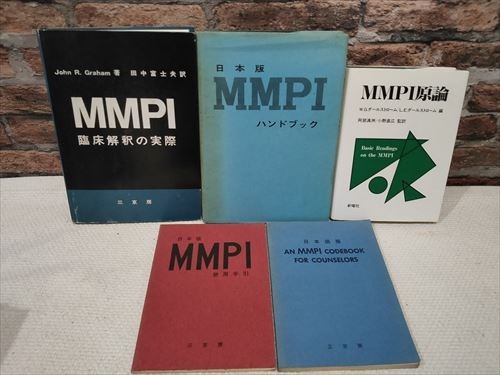 John R. Graham 著 田中富士夫訳
MMPI
臨床解釈の実際
三京房
日本版
MMPI
ハンドブック
MMPI原論
W.G.ダールストローム L.E.ダールストローム 編
阿部満洲・小野直広 監訳
Basic Readings
on the MMPI
新曜社
日本版
MMPI
使用手引
三京房
日本語版
AN MMPI CODEBOOK
FOR COUNSELORS
三京房